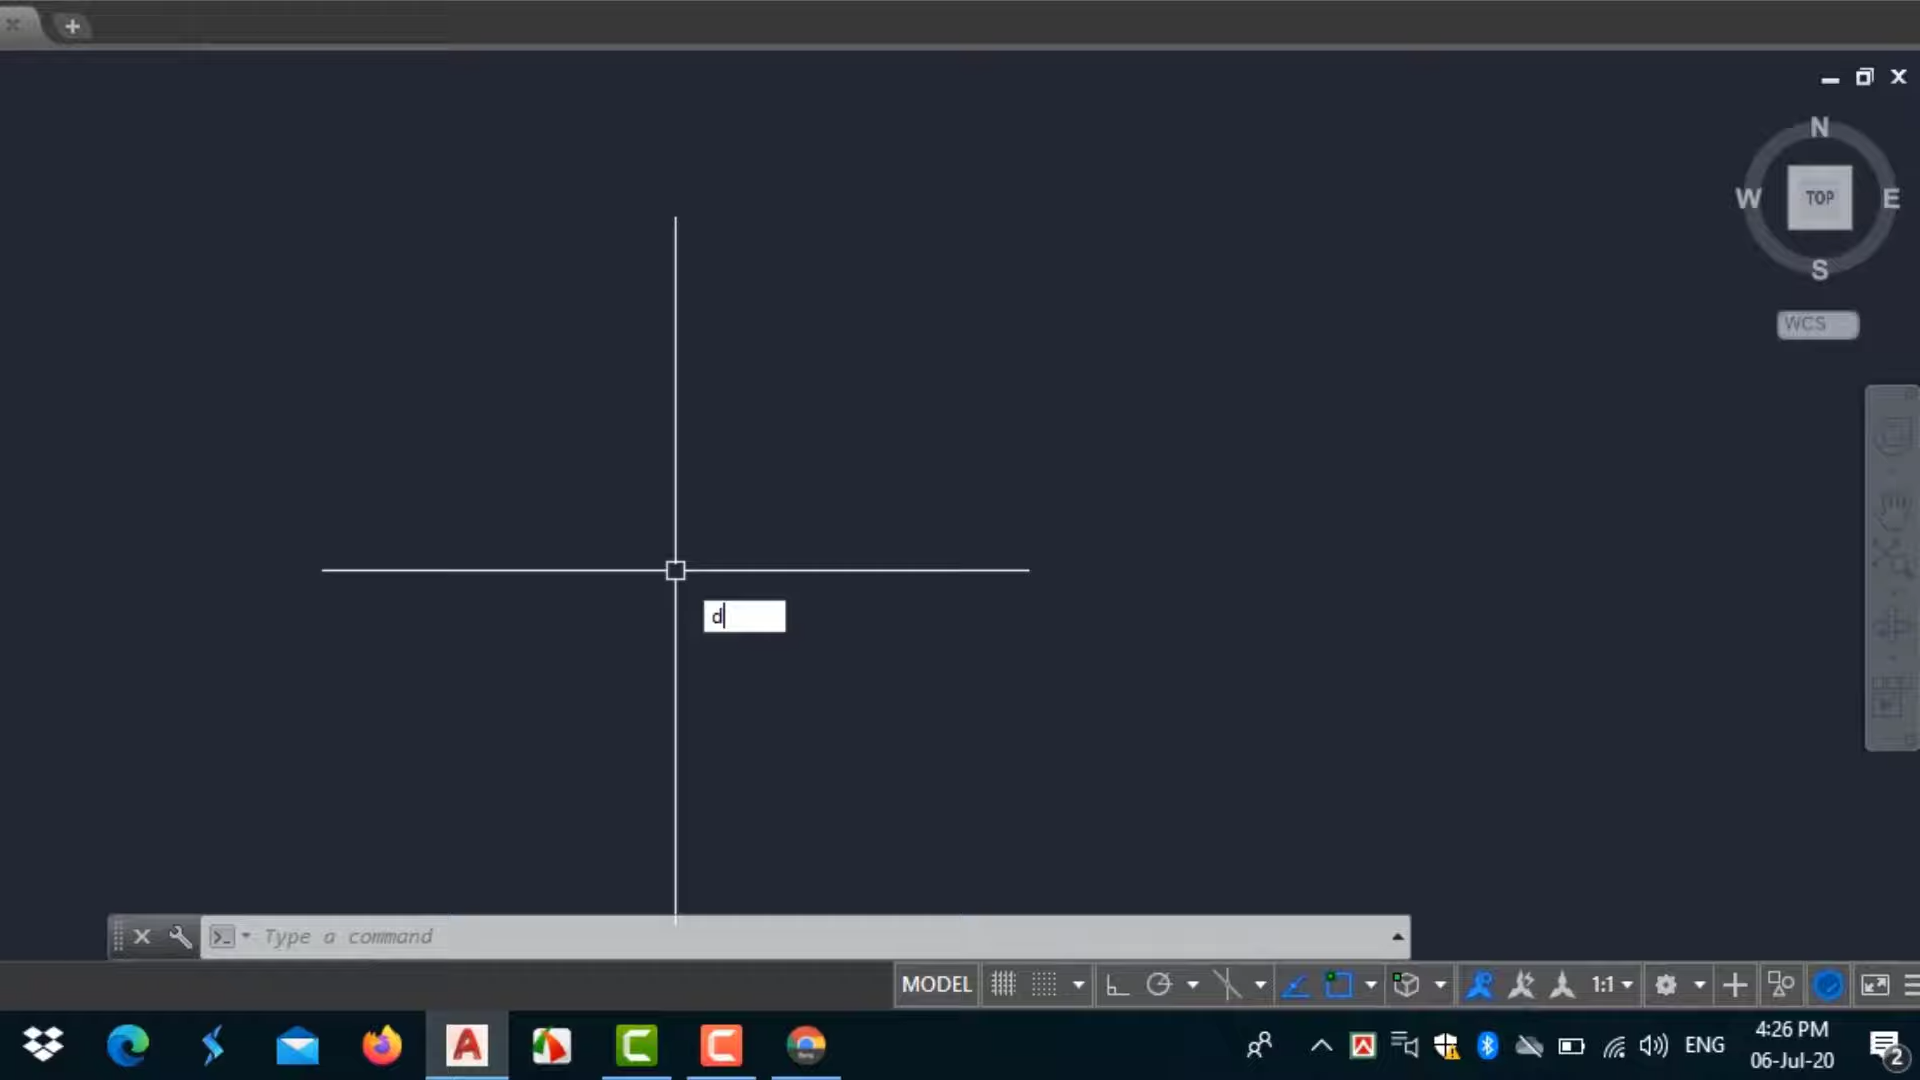 N
W
TOP
E
S
WCS
d
Type a command
MODEL
1:1
4:26 PM
ENG
06-Jul-20
2